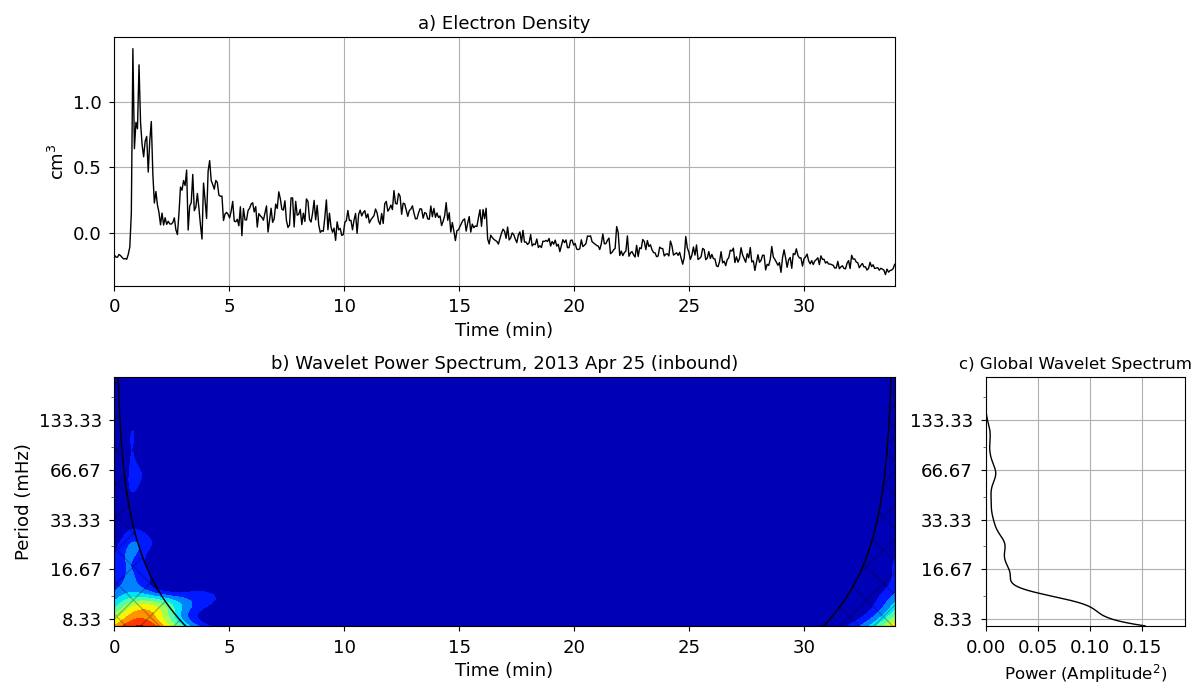 a) Electron Density
cm³
1.0
0.5
0.0
0 5 10 15 20 25 30
Time (min)
b) Wavelet Power Spectrum, 2013 Apr 25 (inbound)
Period (mHz)
133.33
66.67
33.33
16.67
8.33
0 5 10 15 20 25 30
Time (min)
c) Global Wavelet Spectrum
133.33
66.67
33.33
16.67
8.33
0.00 0.05 0.10 0.15
Power (Amplitude²)